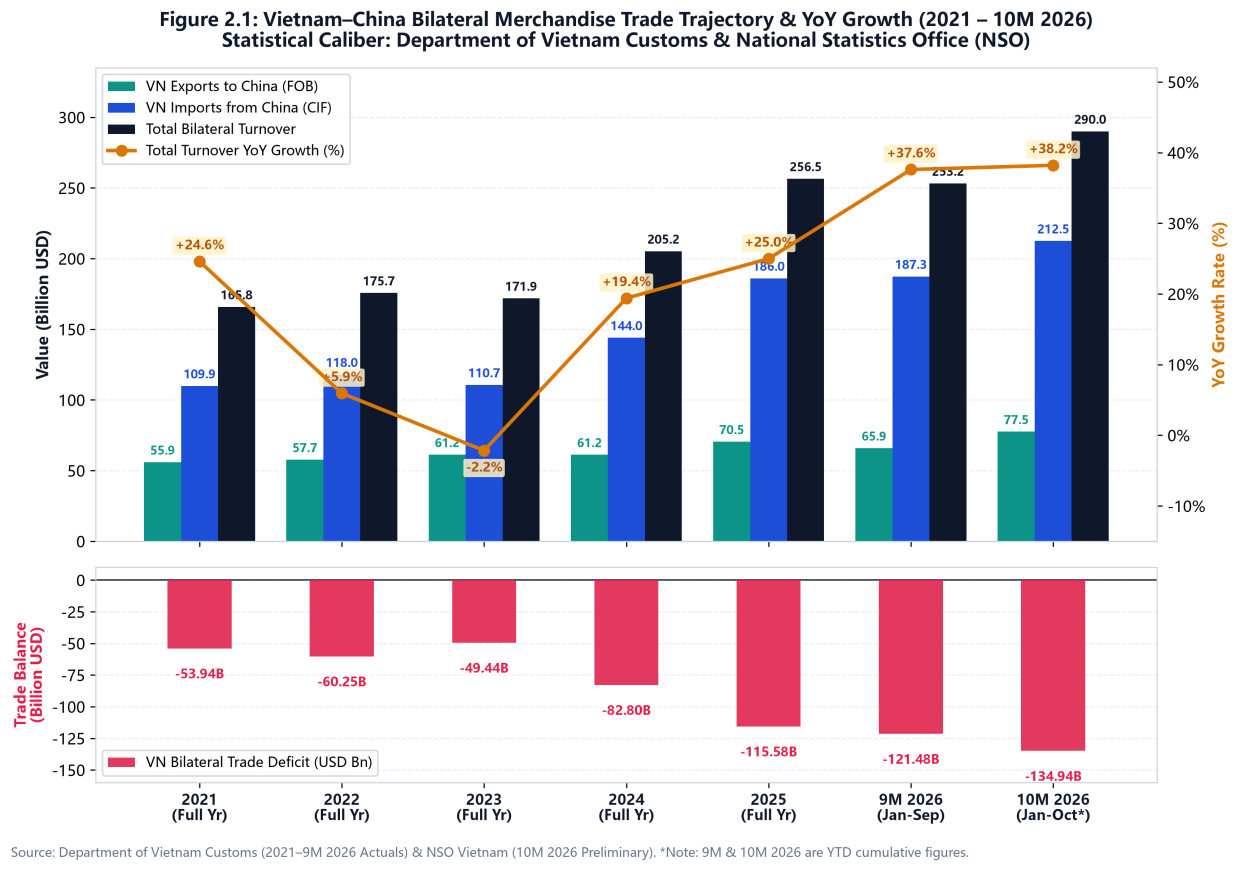 Figure 2.1: Vietnam–China Bilateral Merchandise Trade Trajectory & YoY Growth (2021 – 10M 2026)
Statistical Caliber: Department of Vietnam Customs & National Statistics Office (NSO)
VN Exports to China (FOB)
VN Imports from China (CIF)
Total Bilateral Turnover
Total Turnover YoY Growth (%)
Value (Billion USD)
300
250
200
150
100
50
0
YoY Growth Rate (%)
50%
40%
30%
20%
10%
0%
-10%
+24.6%
+5.9%
-2.2%
+19.4%
+25.0%
+37.6%
+38.2%
55.9
109.9
165.8
57.7
118.0
175.7
61.2
110.7
171.9
61.2
144.0
205.2
70.5
186.0
256.5
65.9
187.3
253.2
77.5
212.5
290.0
Trade Balance
(Billion USD)
0
-25
-50
-75
-100
-125
-150
-53.94B
-60.25B
-49.44B
-82.80B
-115.58B
-121.48B
-134.94B
VN Bilateral Trade Deficit (USD Bn)
2021
(Full Yr)
2022
(Full Yr)
2023
(Full Yr)
2024
(Full Yr)
2025
(Full Yr)
9M 2026
(Jan-Sep)
10M 2026
(Jan-Oct*)
Source: Department of Vietnam Customs (2021–9M 2026 Actuals) & NSO Vietnam (10M 2026 Preliminary). *Note: 9M & 10M 2026 are YTD cumulative figures.